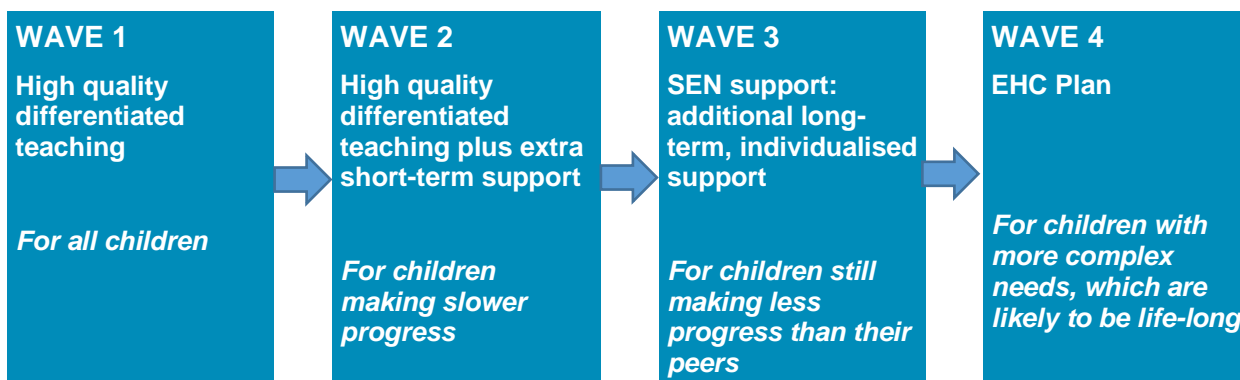 WAVE 1
High quality
differentiated
teaching
For all children
WAVE 2
High quality
differentiated
teaching plus extra
short-term support
For children
making slower
progress
WAVE 3
SEN support:
additional long-
term, individualised
support
For children still
making less
progress than their
peers
WAVE 4
EHC Plan
For children with
more complex
needs, which are
likely to be life-long